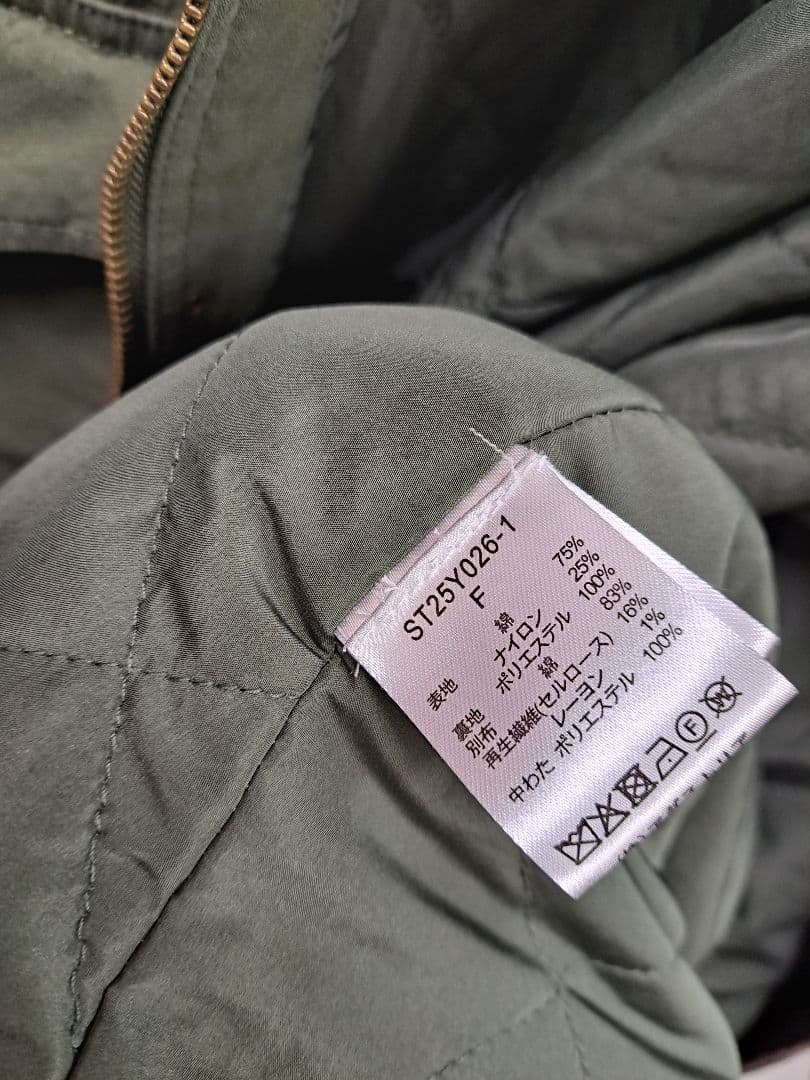 ST25Y026-1
F
表地 綿 75%
ナイロン 25%
裏地 ポリエステル 100%
別布 綿 83%
再生繊維(セルロース) 16%
レーヨン 1%
中わた ポリエステル 100%
F W